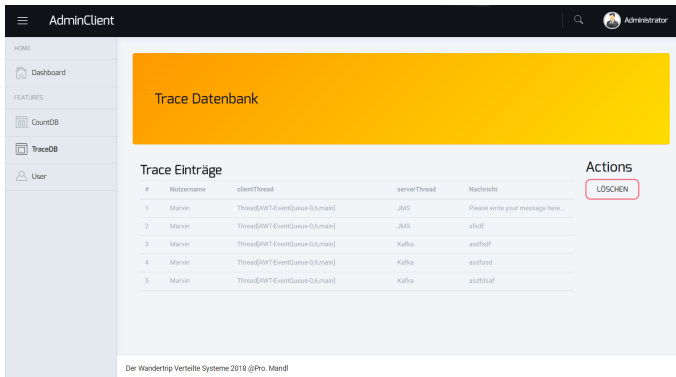 AdminClient
Administrator
HOME
Dashboard
FEATURES
CountDB
TraceDB
User
Trace Datenbank
Trace Einträge
# Nutzername clientThread serverThread Nachricht
1 Marvin Thread[AWT-EventQueue-0,6,main] JMS Please write your message here...
2 Marvin Thread[AWT-EventQueue-0,6,main] JMS
3 Marvin Thread[AWT-EventQueue-0,6,main] Kafka asdfxdf
4 Marvin Thread[AWT-EventQueue-0,6,main] Kafka asdfasd
5 Marvin Thread[AWT-EventQueue-0,6,main] Kafka asdfdsaf
Actions
LÖSCHEN
Der Wandertrip Verteilte Systeme 2018 @Pro. Mandl